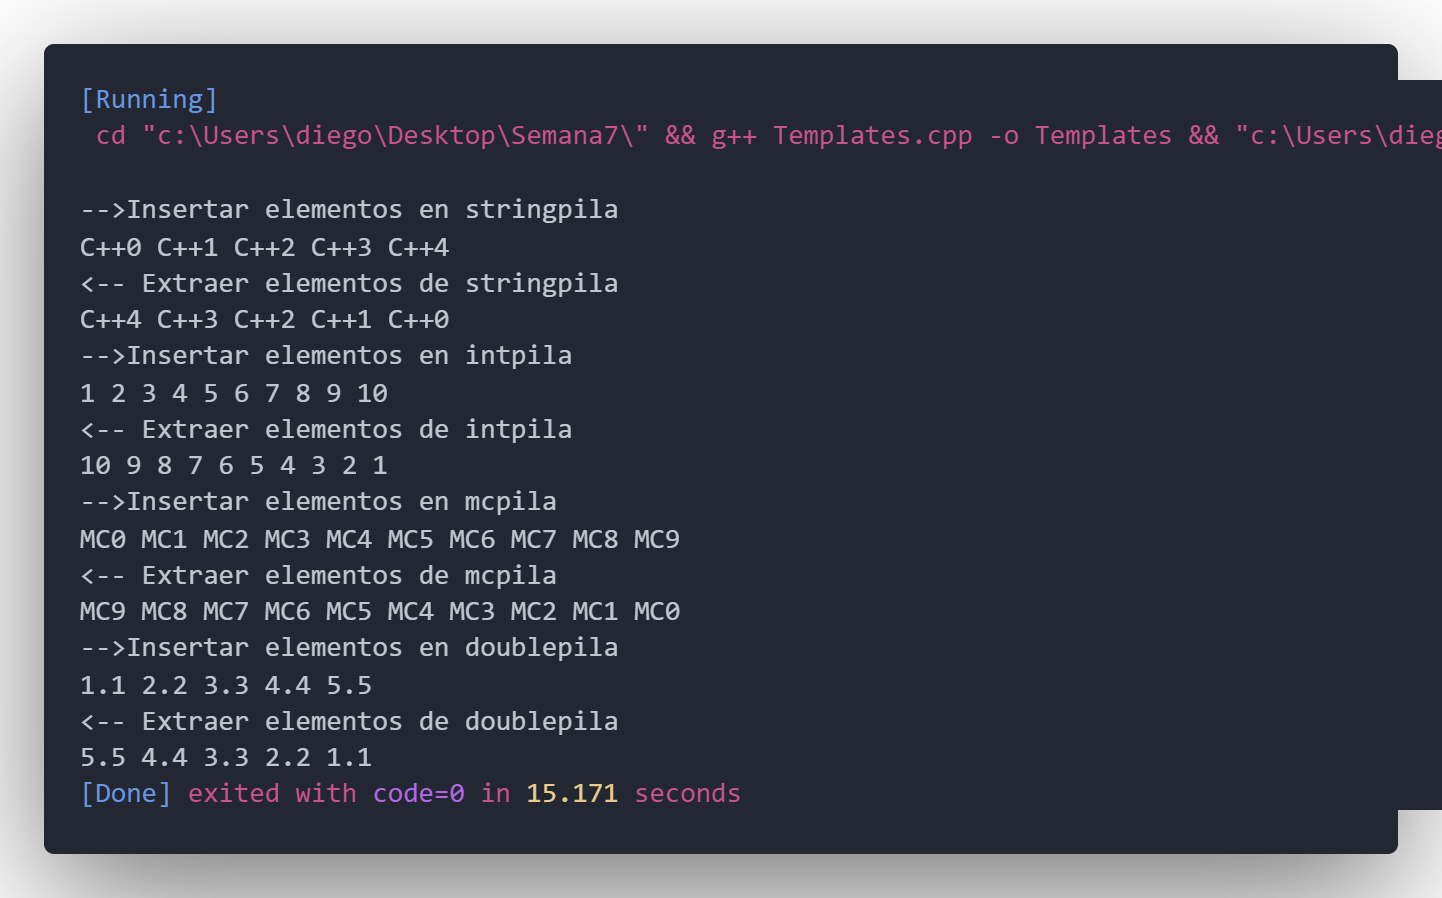 [Running]
cd "c:\Users\diego\Desktop\Semana7\" && g++ Templates.cpp -o Templates && "c:\Users\dieg
-->Insertar elementos en stringpila
C++0 C++1 C++2 C++3 C++4
<-- Extraer elementos de stringpila
C++4 C++3 C++2 C++1 C++0
-->Insertar elementos en intpila
1 2 3 4 5 6 7 8 9 10
<-- Extraer elementos de intpila
10 9 8 7 6 5 4 3 2 1
-->Insertar elementos en mcpila
MC0 MC1 MC2 MC3 MC4 MC5 MC6 MC7 MC8 MC9
<-- Extraer elementos de mcpila
MC9 MC8 MC7 MC6 MC5 MC4 MC3 MC2 MC1 MC0
-->Insertar elementos en doublepila
1.1 2.2 3.3 4.4 5.5
<-- Extraer elementos de doublepila
5.5 4.4 3.3 2.2 1.1
[Done] exited with code=0 in 15.171 seconds